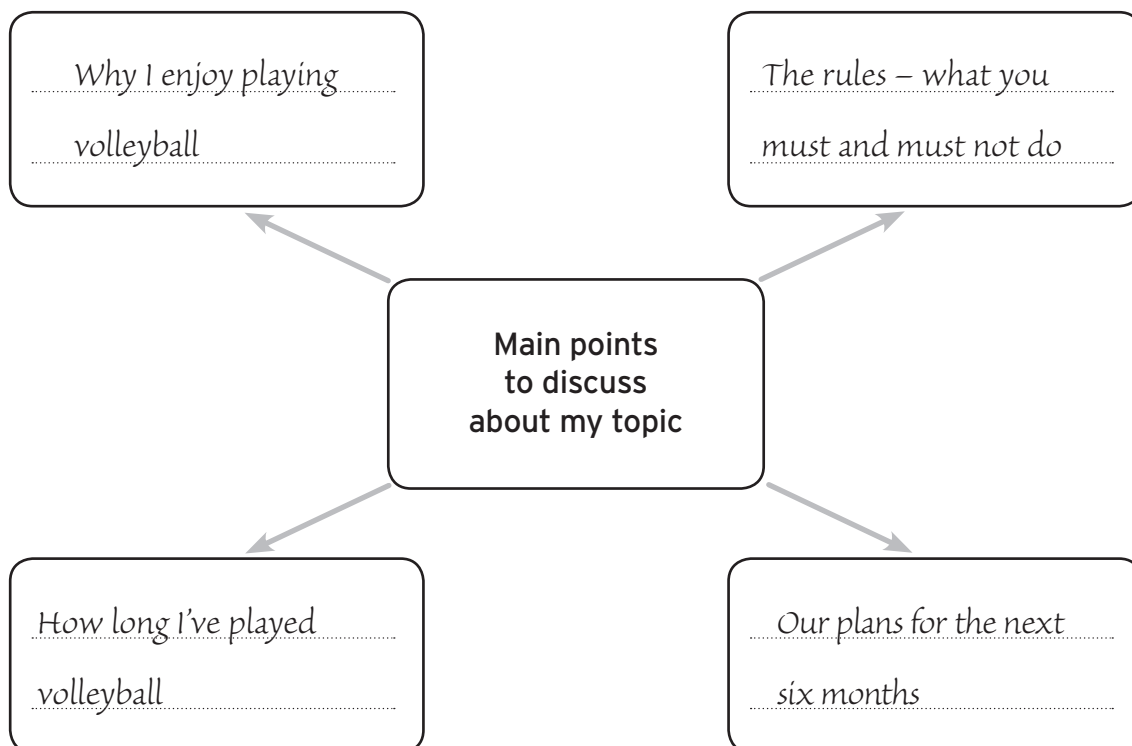 Why I enjoy playing
volleyball
The rules – what you
must and must not do
Main points
to discuss
about my topic
How long I've played
volleyball
Our plans for the next
six months